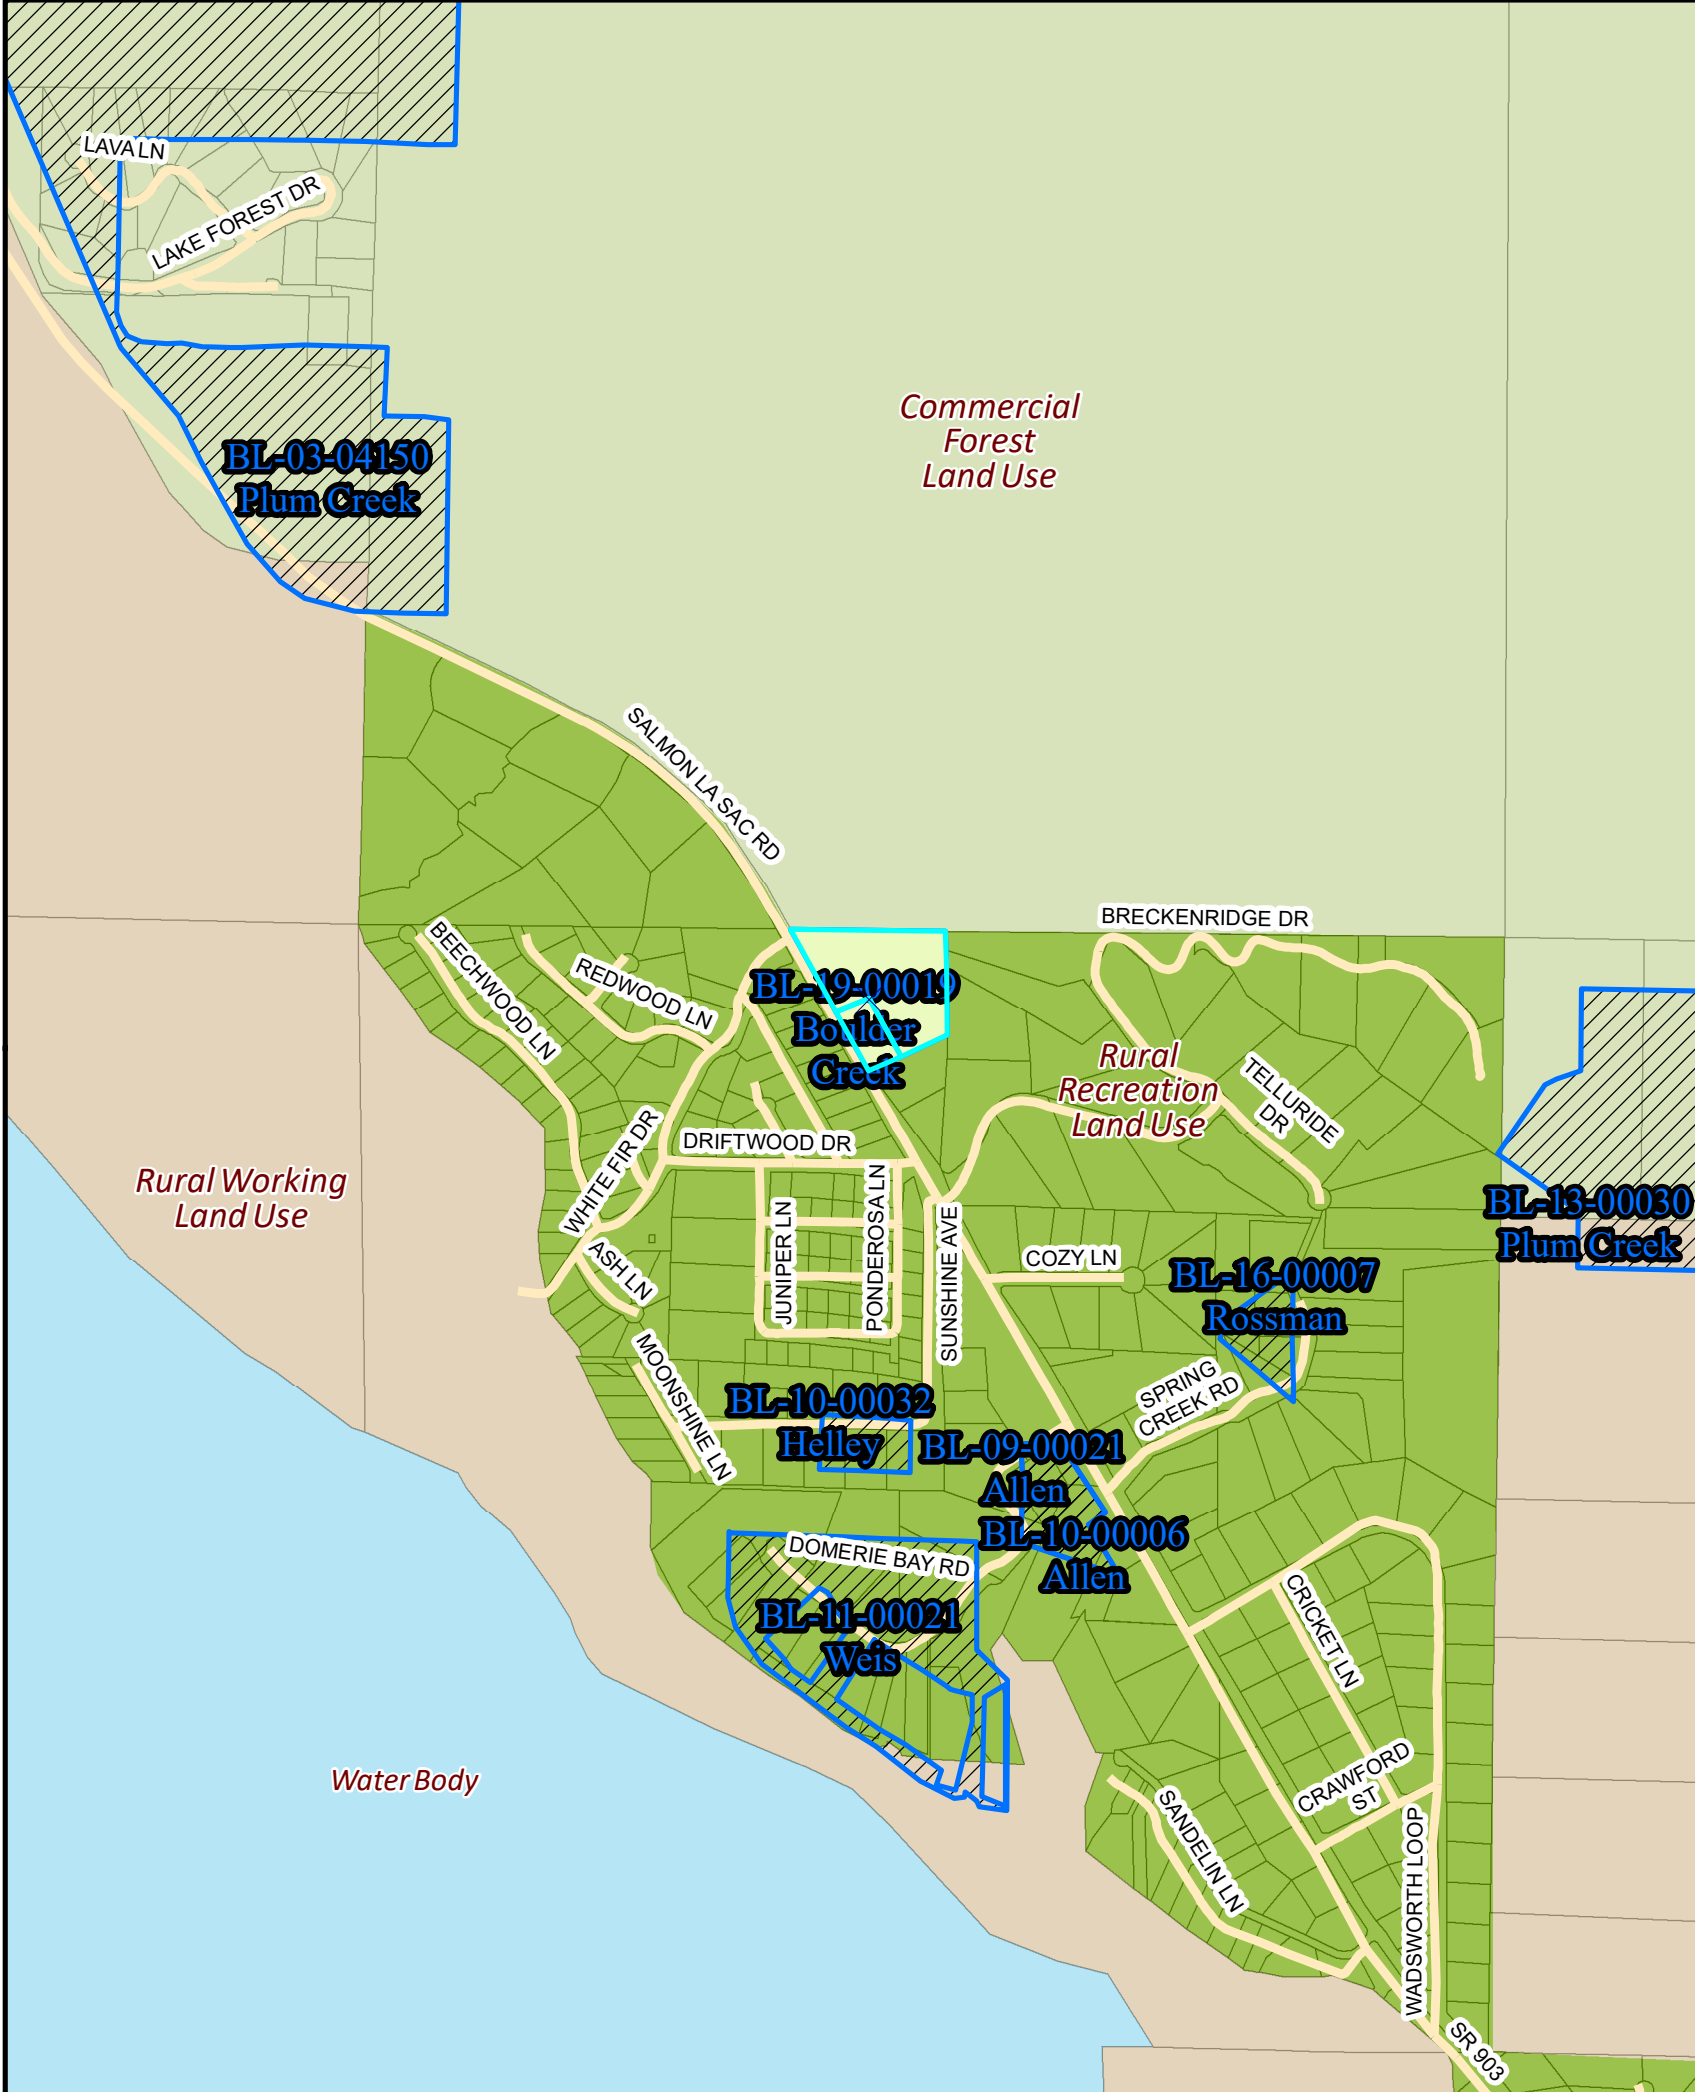 LAVA LN
LAKE FOREST DR
Commercial
Forest
Land Use
BL-03-04150
Plum Creek
SALMON LA SAC RD
BRECKENRIDGE DR
BEECHWOOD LN
REDWOOD LN
BL-19-00019
Boulder
Creek
Rural
Recreation
Land Use
TELLURIDE
DR
WHITE FIR DR
DRIFTWOOD DR
Rural Working
Land Use
BL-13-00030
Plum Creek
JUNIPER LN
PONDEROSA LN
SUNSHINE AVE
COZY LN
ASH LN
BL-16-00007
Rossman
MOONSHINE LN
SPRING
CREEK RD
BL-10-00032
Helley
BL-09-00021
Allen
BL-10-00006
Allen
DOMERIE BAY RD
BL-11-00021
Weis
CRICKET LN
Water Body
CRAWFORD
ST
SANDELIN LN
WADSWORTH LOOP
SR 903